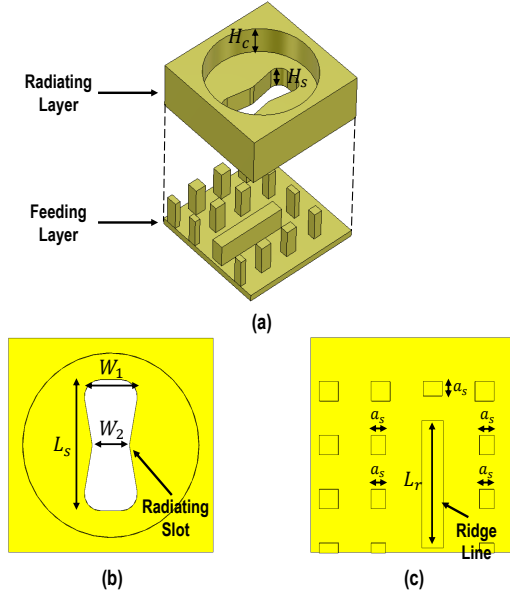 H_c
H_s
Radiating
Layer
Feeding
Layer
(a)
W_1
L_s
W_2
Radiating
Slot
(b)
a_s
a_s
a_s
a_s
a_s
L_r
Ridge
Line
(c)